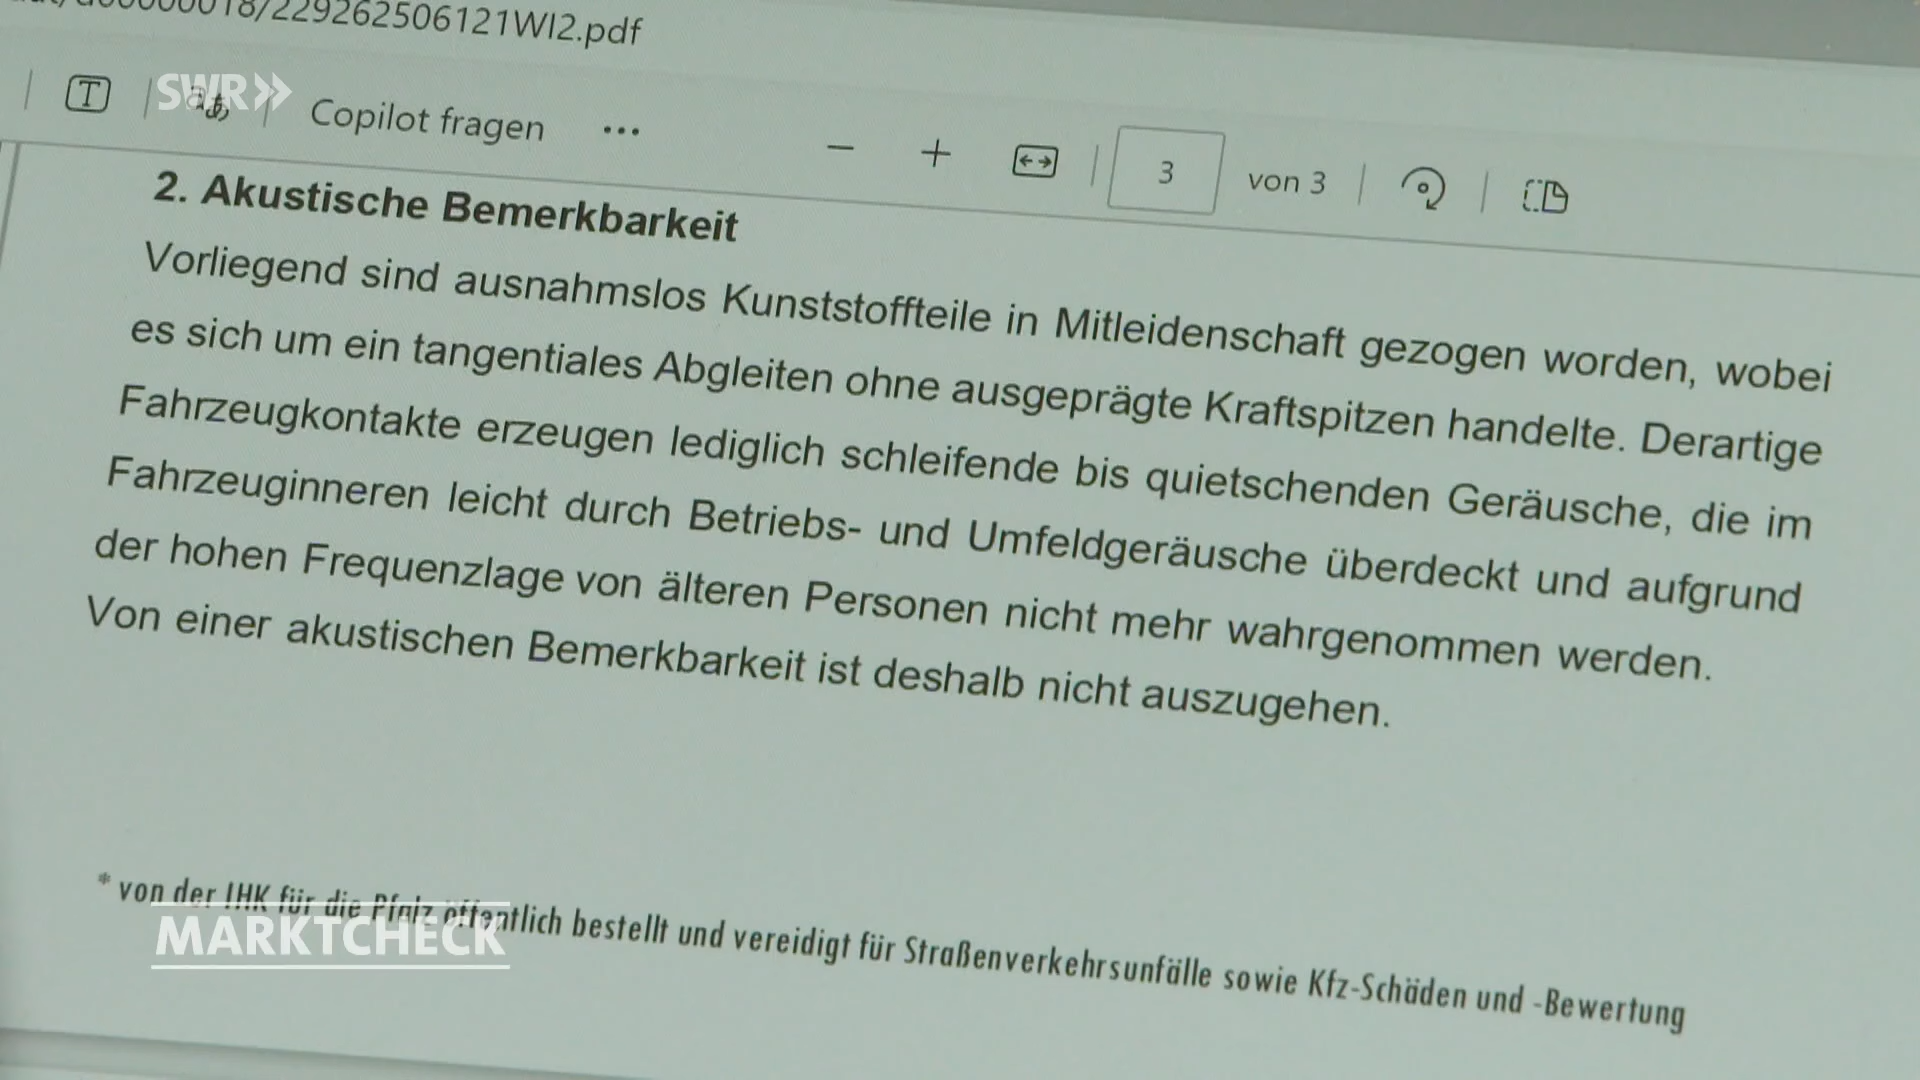 229262506121WI2.pdf
SWR»
Copilot fragen ...
3 von 3
2. Akustische Bemerkbarkeit
Vorliegend sind ausnahmslos Kunststoffteile in Mitleidenschaft gezogen worden, wobei
es sich um ein tangentiales Abgleiten ohne ausgeprägte Kraftspitzen handelte. Derartige
Fahrzeugkontakte erzeugen lediglich schleifende bis quietschenden Geräusche, die im
Fahrzeuginneren leicht durch Betriebs- und Umfeldgeräusche überdeckt und aufgrund
der hohen Frequenzlage von älteren Personen nicht mehr wahrgenommen werden.
Von einer akustischen Bemerkbarkeit ist deshalb nicht auszugehen.
* von der IHK für die Pfalz öffentlich bestellt und vereidigt für Straßenverkehrsunfälle sowie Kfz-Schäden und -Bewertung
MARKTCHECK